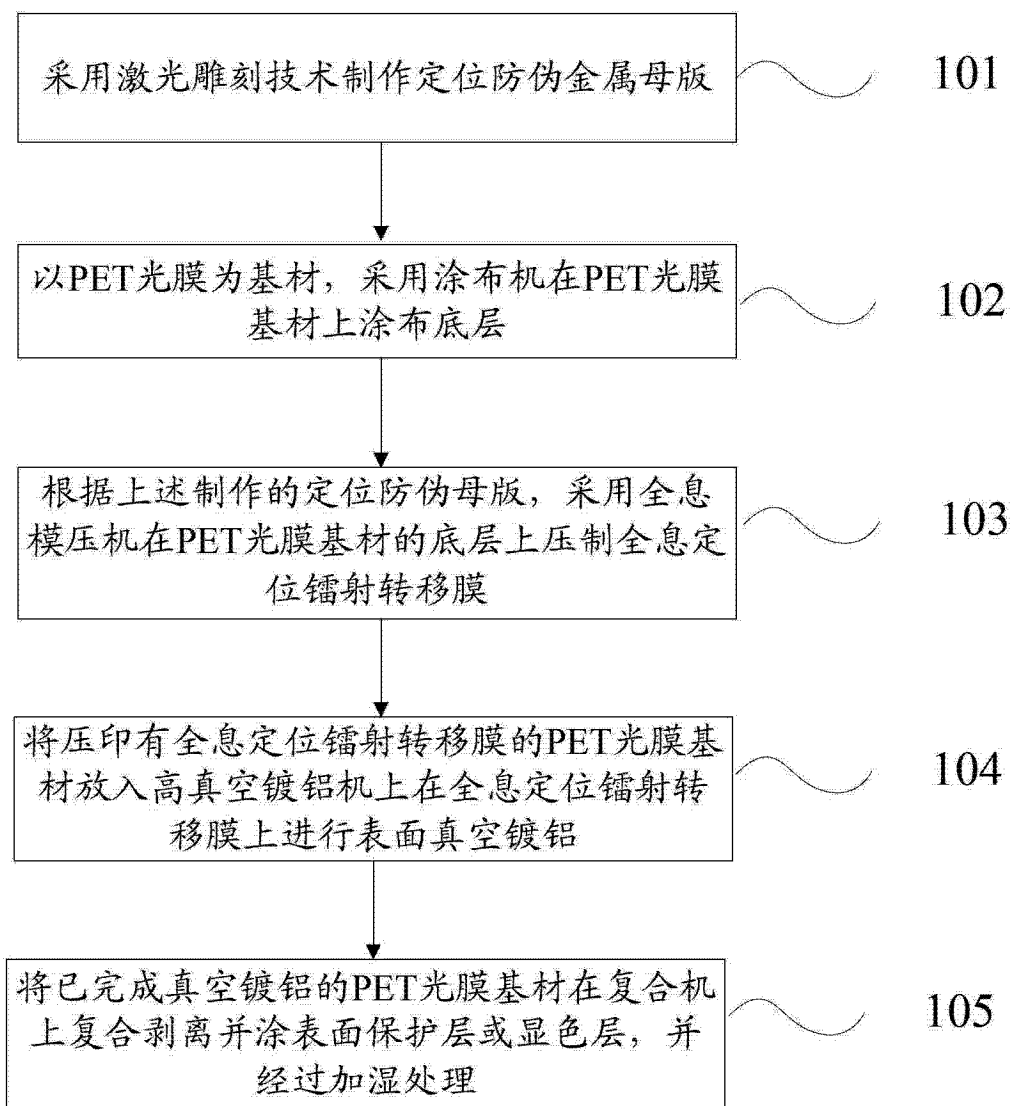 采用激光雕刻技术制作定位防伪金属母版
101
以PET光膜为基材，采用涂布机在PET光膜
基材上涂布底层
102
根据上述制作的定位防伪母版，采用全息
模压机在PET光膜基材的底层上压制全息定
位镭射转移膜
103
将压印有全息定位镭射转移膜的PET光膜基
材放入高真空镀铝机上在全息定位镭射转
移膜上进行表面真空镀铝
104
将已完成真空镀铝的PET光膜基材在复合机
上复合剥离并涂表面保护层或显色层，并
经过加湿处理
105